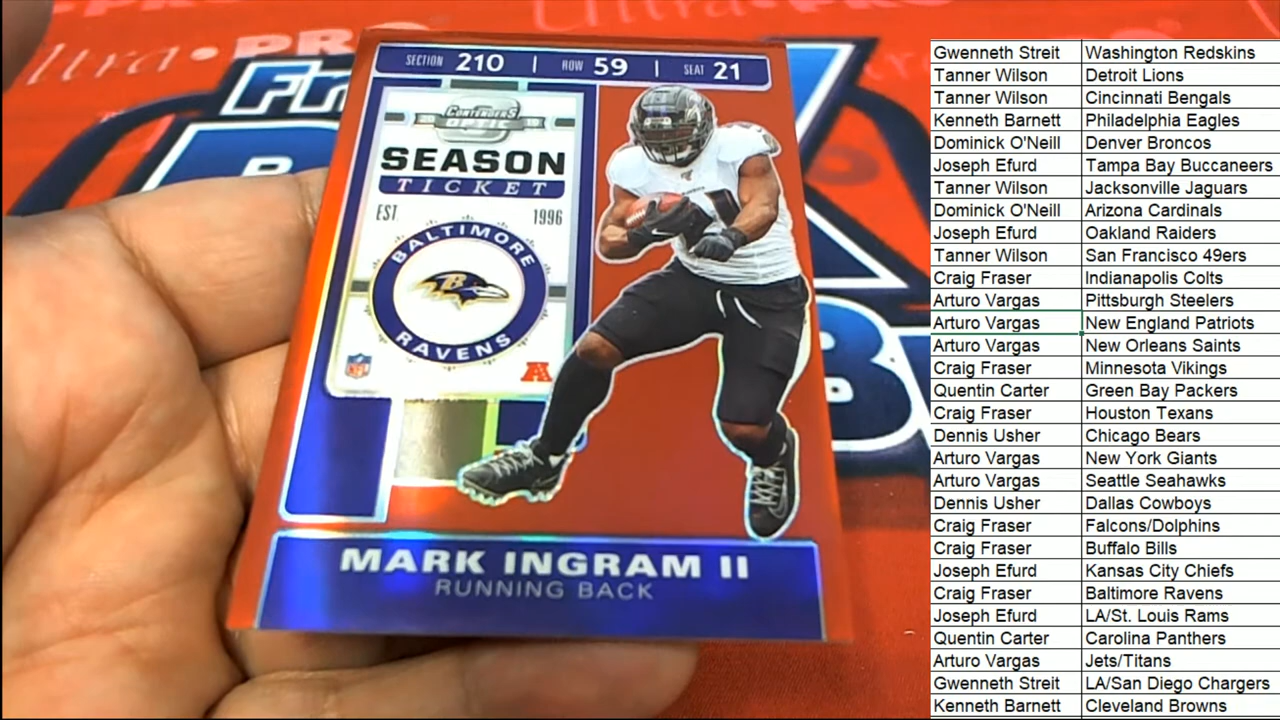 Ultra PRO
SECTION 210 | ROW 59 | SEAT 21
CONTENDERS
OPTIC
20 19
SEASON
TICKET
EST 1996
BALTIMORE
RAVENS
B
NFL
A
MARK INGRAM II
RUNNING BACK
Gwenneth Streit Washington Redskins
Tanner Wilson Detroit Lions
Tanner Wilson Cincinnati Bengals
Kenneth Barnett Philadelphia Eagles
Dominick O'Neill Denver Broncos
Joseph Efurd Tampa Bay Buccaneers
Tanner Wilson Jacksonville Jaguars
Dominick O'Neill Arizona Cardinals
Joseph Efurd Oakland Raiders
Tanner Wilson San Francisco 49ers
Craig Fraser Indianapolis Colts
Arturo Vargas Pittsburgh Steelers
Arturo Vargas New England Patriots
Arturo Vargas New Orleans Saints
Craig Fraser Minnesota Vikings
Quentin Carter Green Bay Packers
Craig Fraser Houston Texans
Dennis Usher Chicago Bears
Arturo Vargas New York Giants
Arturo Vargas Seattle Seahawks
Dennis Usher Dallas Cowboys
Craig Fraser Falcons/Dolphins
Craig Fraser Buffalo Bills
Joseph Efurd Kansas City Chiefs
Craig Fraser Baltimore Ravens
Joseph Efurd LA/St. Louis Rams
Quentin Carter Carolina Panthers
Arturo Vargas Jets/Titans
Gwenneth Streit LA/San Diego Chargers
Kenneth Barnett Cleveland Browns